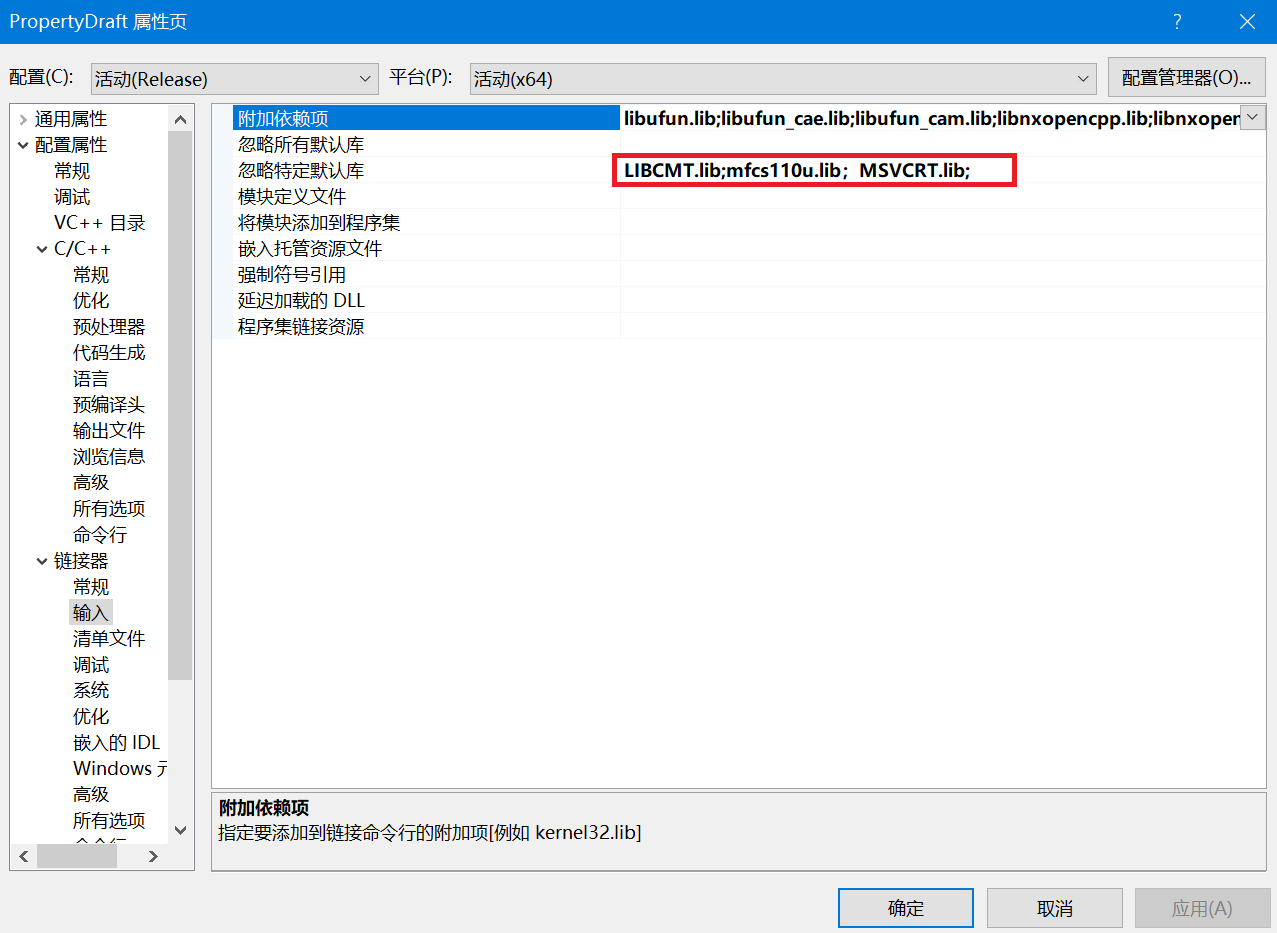 PropertyDraft 属性页
配置(C):
活动(Release)
平台(P):
活动(x64)
配置管理器(O)...
通用属性
配置属性
常规
调试
VC++ 目录
C/C++
常规
优化
预处理器
代码生成
语言
预编译头
输出文件
浏览信息
高级
所有选项
命令行
链接器
常规
输入
清单文件
调试
系统
优化
嵌入的 IDL
Windows
高级
所有选项
附加依赖项 libufun.lib;libufun_cae.lib;libufun_cam.lib;libnxopencpp.lib;libnxopen
忽略所有默认库
忽略特定默认库 LIBCMT.lib;mfcs110u.lib；MSVCRT.lib;
模块定义文件
将模块添加到程序集
嵌入托管资源文件
强制符号引用
延迟加载的 DLL
程序集链接资源
附加依赖项
指定要添加到链接命令行的附加项[例如 kernel32.lib]
确定
取消
应用(A)